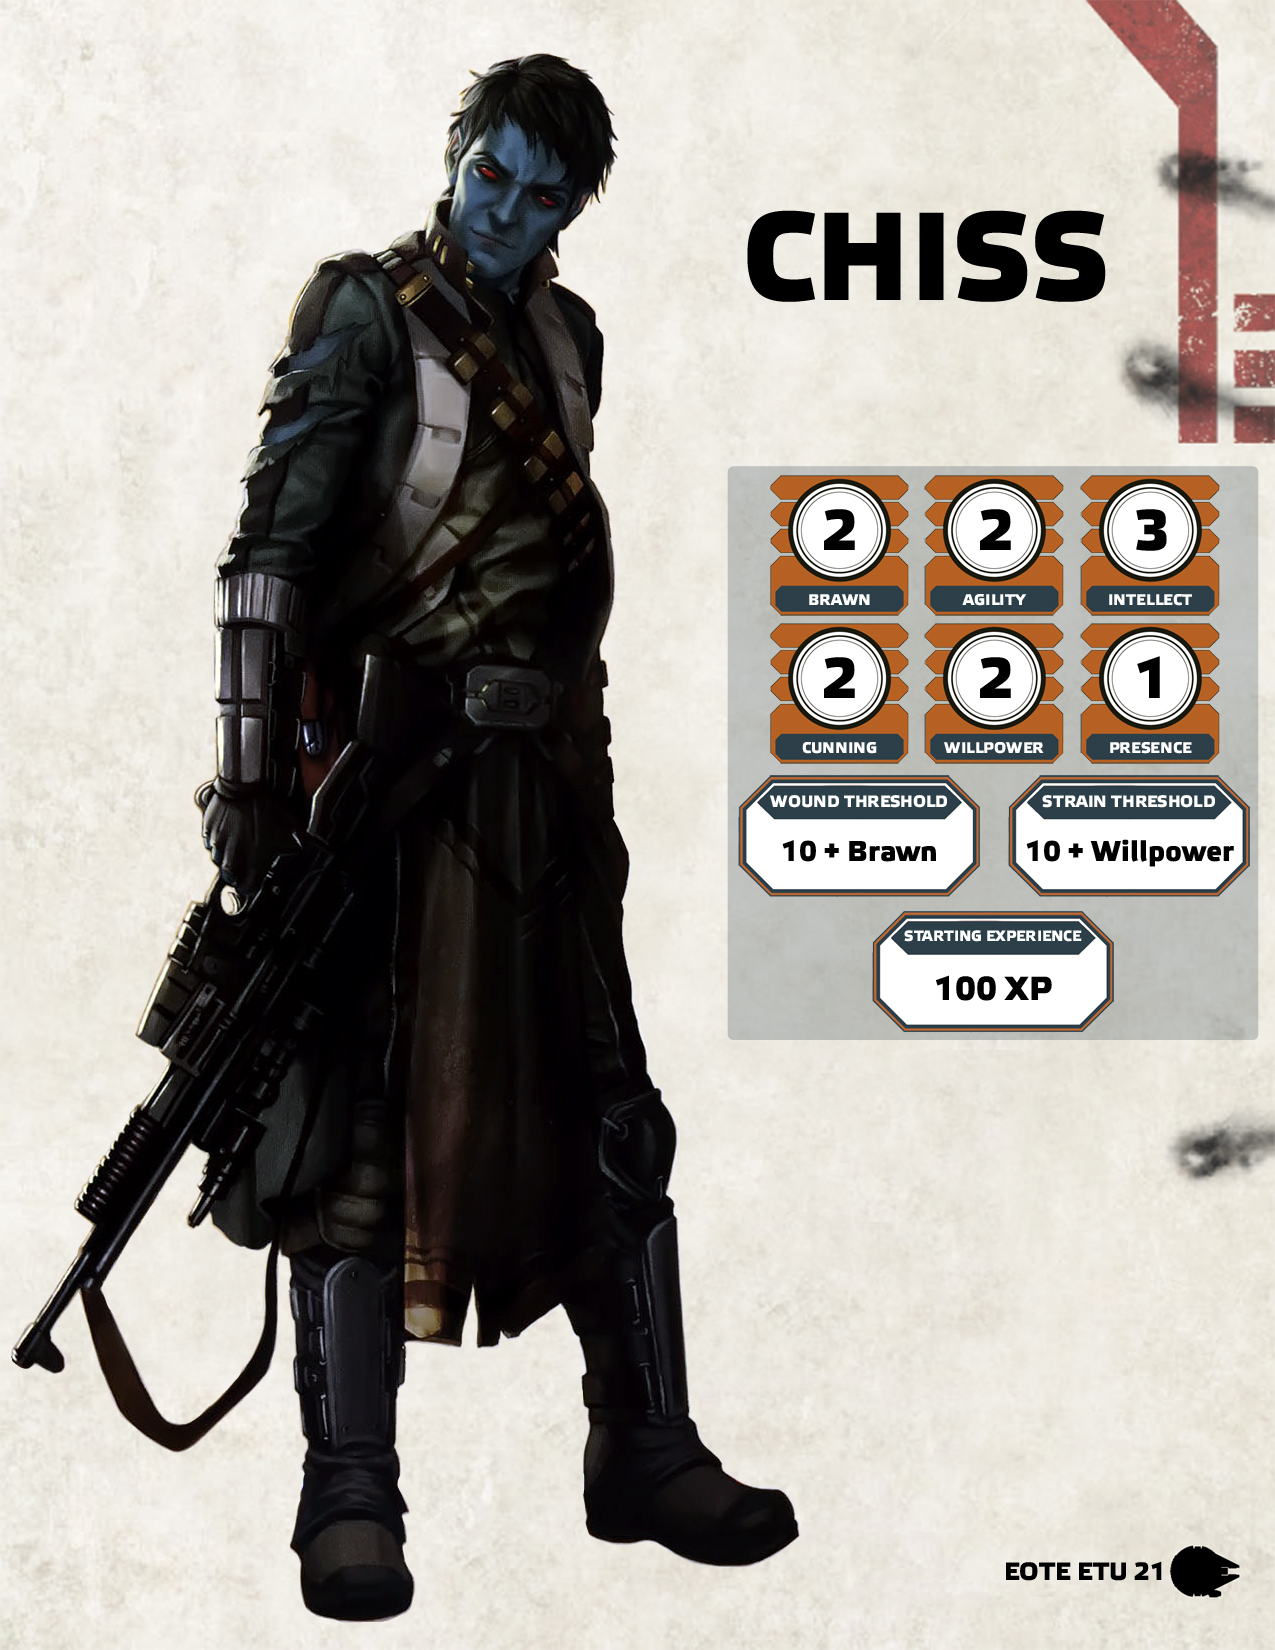 CHISS
2 2 3
BRAWN AGILITY INTELLECT
2 2 1
CUNNING WILLPOWER PRESENCE
WOUND THRESHOLD STRAIN THRESHOLD
10 + Brawn 10 + Willpower
STARTING EXPERIENCE
100 XP
EOTE ETU 21